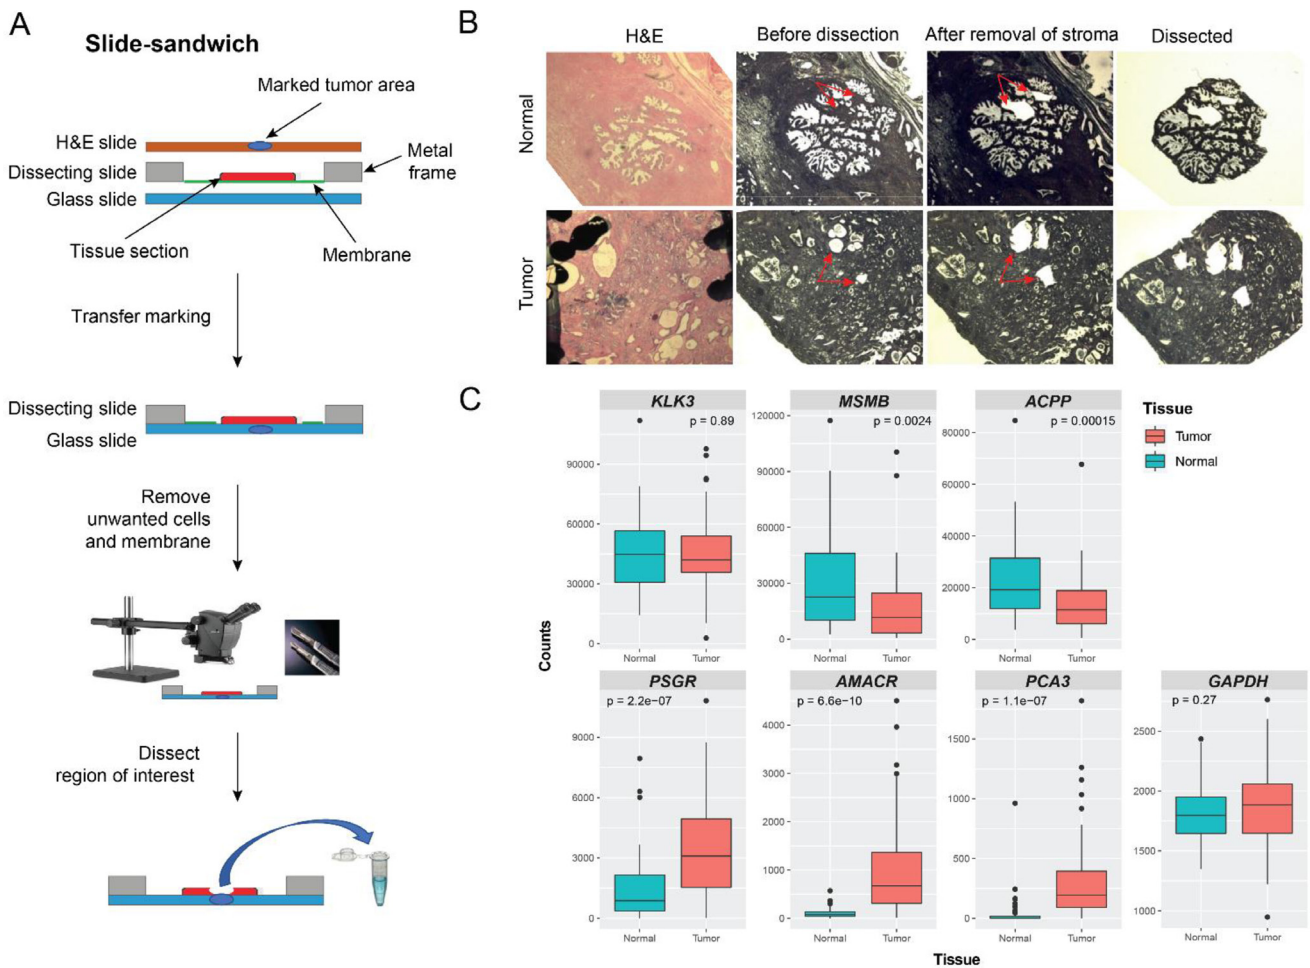 A
Slide-sandwich
Marked tumor area
H&E slide
Dissecting slide
Metal
frame
Glass slide
Tissue section
Membrane
Transfer marking
Dissecting slide
Glass slide
Remove
unwanted cells
and membrane
Dissect
region of interest
B
H&E
Before dissection
After removal of stroma
Dissected
Normal
Tumor
C
Counts
KLK3
p = 0.89
90000
60000
30000
0
Normal
Tumor
MSMB
p = 0.0024
120000
90000
60000
30000
0
Normal
Tumor
ACPP
p = 0.00015
80000
60000
40000
20000
0
Normal
Tumor
Tissue
Tumor
Normal
PSGR
p = 2.2e−07
9000
6000
3000
0
Normal
Tumor
AMACR
p = 6.6e−10
4000
3000
2000
1000
0
Normal
Tumor
PCA3
p = 1.1e−07
1500
1000
500
0
Normal
Tumor
GAPDH
p = 0.27
2500
2000
1500
1000
Normal
Tumor
Tissue